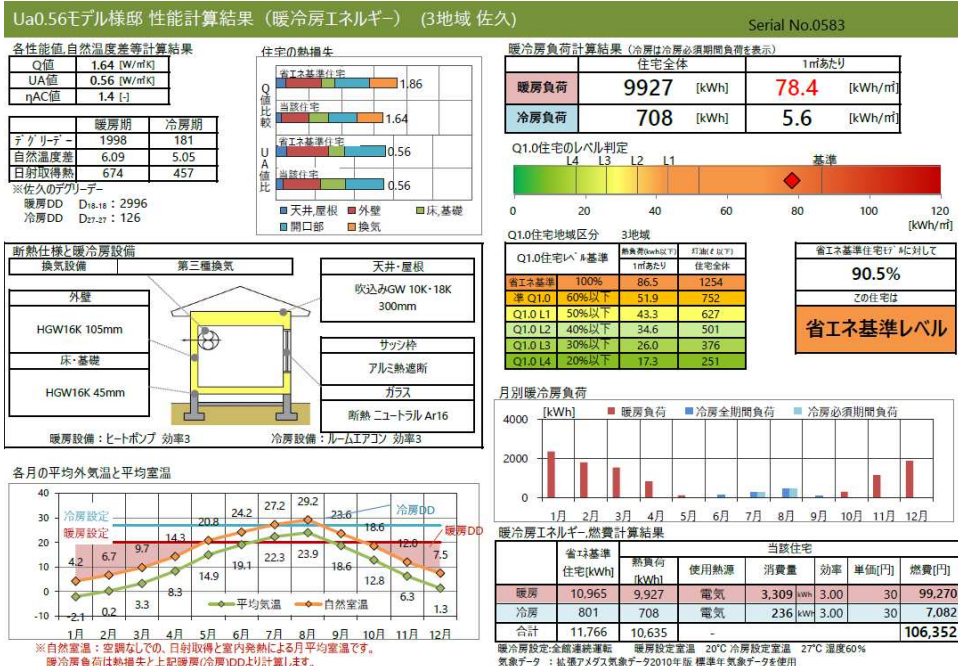 Ua0.56モデル様邸 性能計算結果（暖冷房エネルギー） (3地域 佐久)
Serial No.0583
各性能値,自然温度差等計算結果
Q値 1.64 [W/㎡K]
UA値 0.56 [W/㎡K]
ηAC値 1.4 [-]
暖房期 冷房期
デグリーデー 1998 181
自然温度差 6.09 5.05
日射取得熱 674 457
※佐久のデグリーデー
暖房DD D18-18：2996
冷房DD D27-27：126
住宅の熱損失
Q値比較
省エネ基準住宅
1.86
当該住宅
1.64
UA値比
省エネ基準住宅
0.56
当該住宅
0.56
天井,屋根 外壁 床,基礎
開口部 換気
暖冷房負荷計算結果（冷房は冷房必須期間負荷を表示）
住宅全体 1㎡あたり
暖房負荷 9927 [kWh] 78.4 [kWh/㎡]
冷房負荷 708 [kWh] 5.6 [kWh/㎡]
Q1.0住宅のレベル判定
L4 L3 L2 L1 基準
0 20 40 60 80 100 120
[kWh/㎡]
Q1.0住宅地域区分 3地域
Q1.0住宅レベル基準 熱負荷(kwh以下) 灯油(ℓ以下)
1㎡あたり 住宅全体
省エネ基準 100% 86.5 1254
準 Q1.0 60%以下 51.9 752
Q1.0 L1 50%以下 43.3 627
Q1.0 L2 40%以下 34.6 501
Q1.0 L3 30%以下 26.0 376
Q1.0 L4 20%以下 17.3 251
省エネ基準住宅モデルに対して
90.5%
この住宅は
省エネ基準レベル
断熱仕様と暖冷房設備
換気設備 第三種換気
外壁
HGW16K 105mm
床・基礎
HGW16K 45mm
天井・屋根
吹込みGW 10K・18K
300mm
サッシ枠
アルミ熱遮断
ガラス
断熱 ニュートラル Ar16
暖房設備：ヒートポンプ 効率3 冷房設備：ルームエアコン 効率3
月別暖冷房負荷
[kWh] 暖房負荷 冷房全期間負荷 冷房必須期間負荷
4000
2000
0
1月 2月 3月 4月 5月 6月 7月 8月 9月 10月 11月 12月
各月の平均外気温と平均室温
40
30
20
10
0
-10
冷房設定
暖房設定
冷房DD
暖房DD
4.2 6.7 9.7 14.3 20.8 24.2 27.2 29.2 23.6 18.6 12.0 7.5
-2.1 0.2 3.3 8.3 14.9 19.1 22.3 23.9 18.6 12.8 6.3 1.3
平均気温 自然室温
1月 2月 3月 4月 5月 6月 7月 8月 9月 10月 11月 12月
※自然室温：空調なしでの、日射取得と室内発熱による月平均室温です。
暖冷房負荷は熱損失と上記暖房(冷房)DDより計算します。
暖冷房エネルギー,燃費計算結果
省エネ基準 当該住宅
住宅[kWh] 熱負荷[kWh] 使用熱源 消費量 効率 単価[円] 燃費[円]
暖房 10,965 9,927 電気 3,309 kWh 3.00 30 99,270
冷房 801 708 電気 236 kWh 3.00 30 7,082
合計 11,766 10,635 - 106,352
暖冷房設定:全館連続運転 暖房設定室温 20℃ 冷房設定室温 27℃ 湿度60%
気象データ ：拡張アメダス気象データ2010年版 標準年気象データを使用